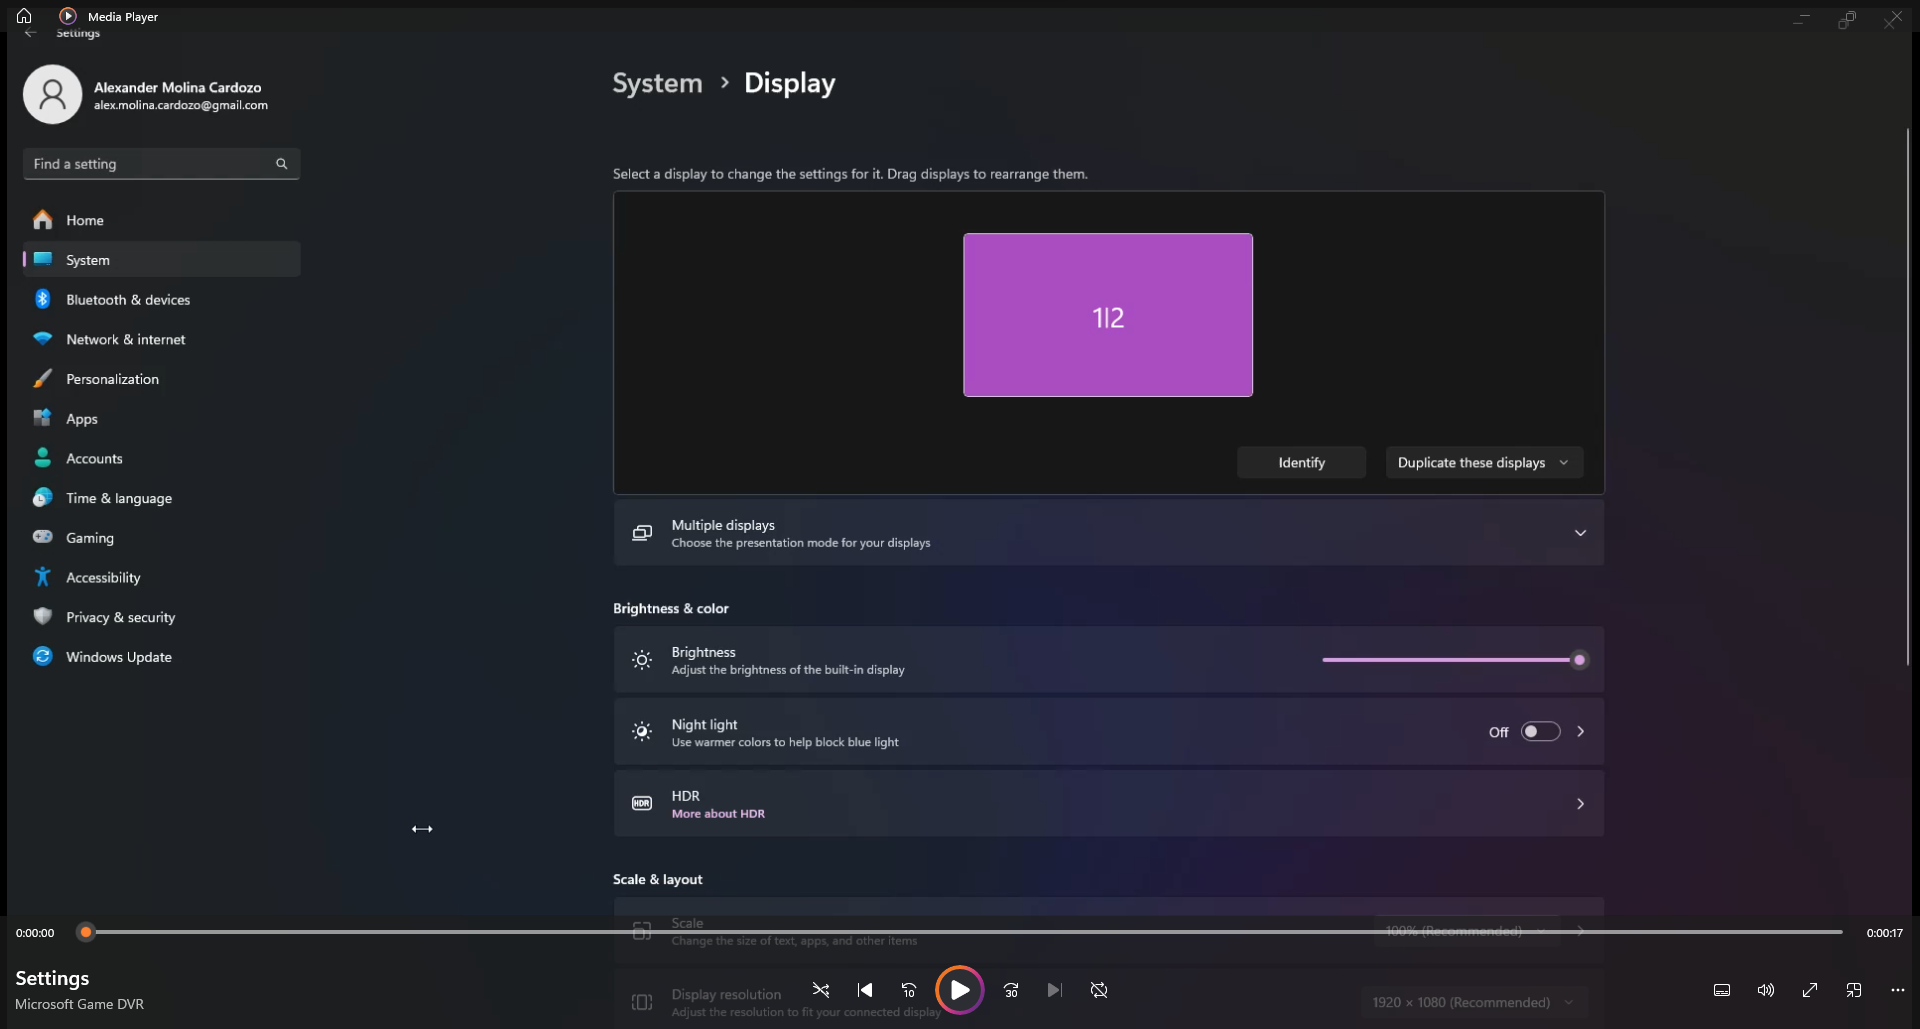 Media Player
Settings
Alexander Molina Cardozo
alex.molina.cardozo@gmail.com
Find a setting
Home
System
Bluetooth & devices
Network & internet
Personalization
Apps
Accounts
Time & language
Gaming
Accessibility
Privacy & security
Windows Update
System > Display
Select a display to change the settings for it. Drag displays to rearrange them.
1|2
Identify
Duplicate these displays
Multiple displays
Choose the presentation mode for your displays
Brightness & color
Brightness
Adjust the brightness of the built-in display
Night light
Use warmer colors to help block blue light
Off
HDR
HDR
More about HDR
Scale & layout
Scale
Change the size of text, apps, and other items
100% (Recommended)
0:00:00
0:00:17
Display resolution
Adjust the resolution to fit your connected display
1920 × 1080 (Recommended)
Settings
Microsoft Game DVR
10
30